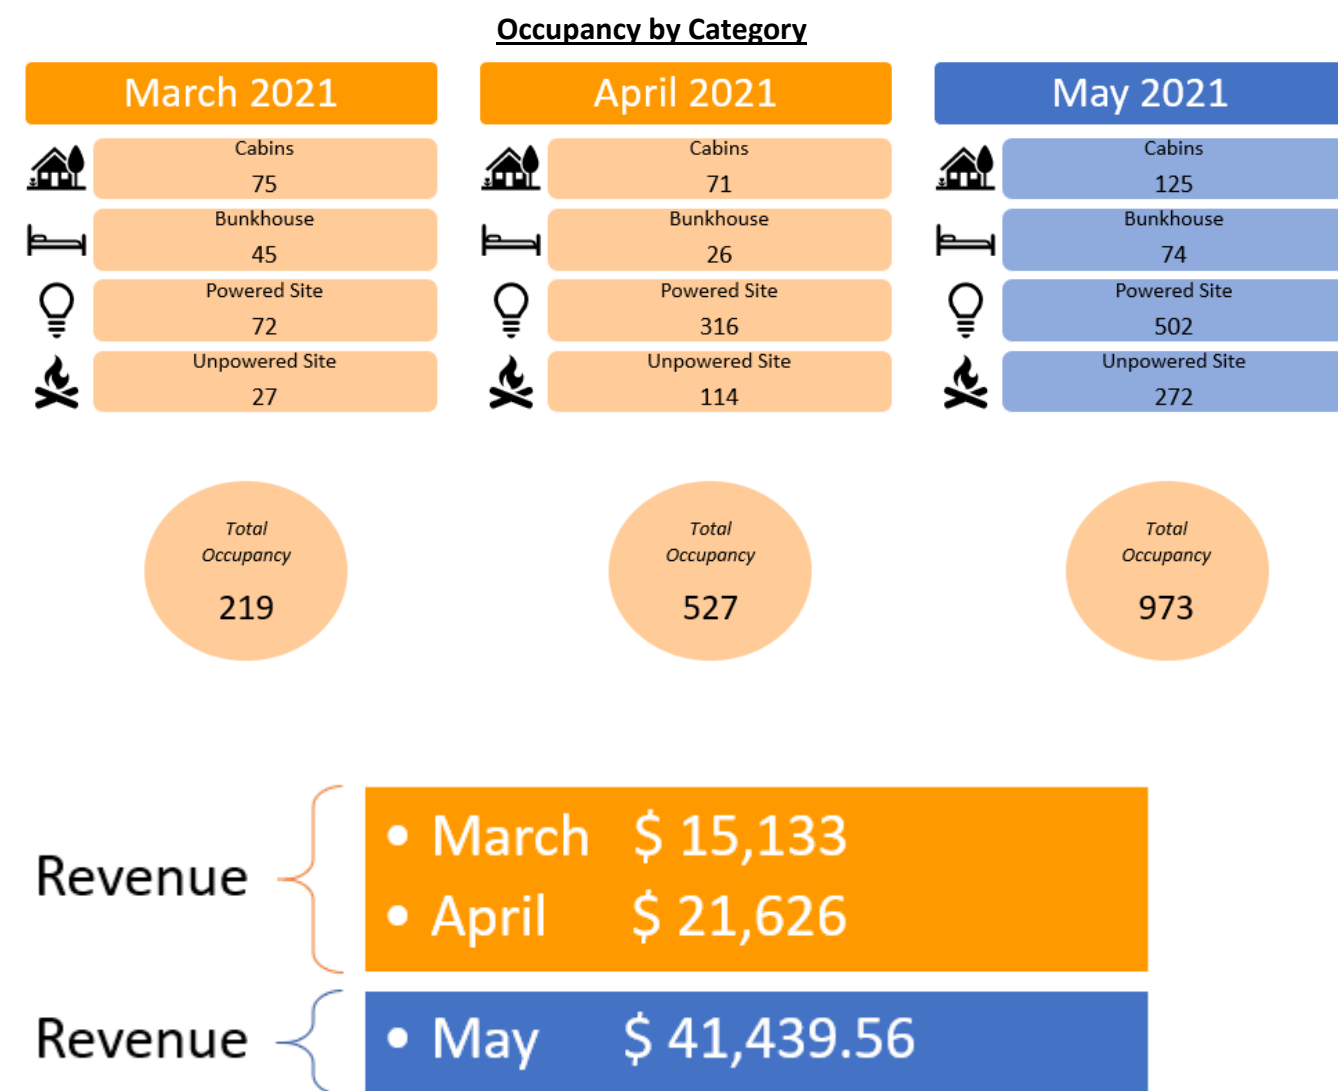 Occupancy by Category
March 2021
Cabins
75
Bunkhouse
45
Powered Site
72
Unpowered Site
27
April 2021
Cabins
71
Bunkhouse
26
Powered Site
316
Unpowered Site
114
May 2021
Cabins
125
Bunkhouse
74
Powered Site
502
Unpowered Site
272
Total
Occupancy
219
Total
Occupancy
527
Total
Occupancy
973
Revenue
• March $ 15,133
• April $ 21,626
Revenue
• May $ 41,439.56